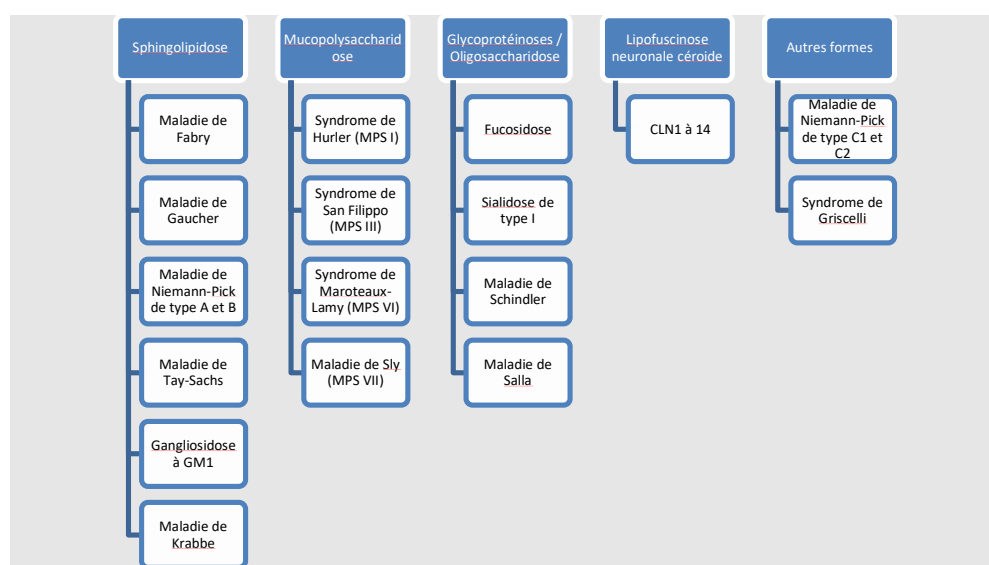 Sphingolipidose
Maladie de
Fabry
Maladie de
Gaucher
Maladie de
Niemann-Pick
de type A et B
Maladie de
Tay-Sachs
Gangliosidose
à GM1
Maladie de
Krabbe
Mucopolysaccharid
ose
Syndrome de
Hurler (MPS I)
Syndrome de
San Filippo
(MPS III)
Syndrome de
Maroteaux-
Lamy (MPS VI)
Maladie de Sly
(MPS VII)
Glycoprotéinoses /
Oligosaccharidose
Fucosidose
Sialidose de
type I
Maladie de
Schindler
Maladie de
Salla
Lipofuscinose
neuronale céroide
CLN1 à 14
Autres formes
Maladie de
Niemann-Pick
de type C1 et
C2
Syndrome de
Griscelli